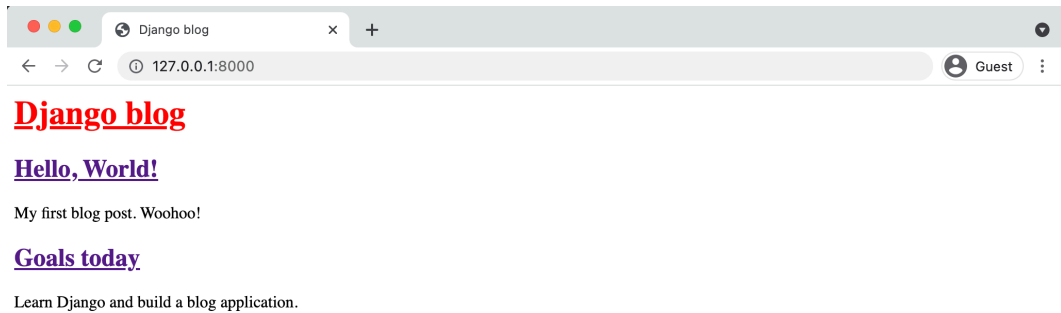 Django blog
127.0.0.1:8000
Guest
Django blog
Hello, World!
My first blog post. Woohoo!
Goals today
Learn Django and build a blog application.